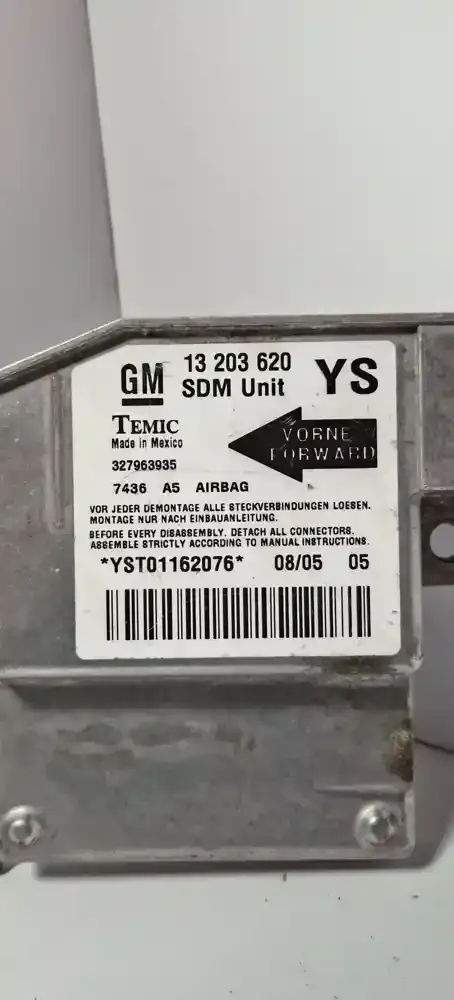 GM 13 203 620 YS
SDM Unit
TEMIC
Made in Mexico
VORNE
FORWARD
327963935
7436 A5 AIRBAG
VOR JEDER DEMONTAGE ALLE STECKVERBINDUNGEN LOESEN.
MONTAGE NUR NACH EINBAUANLEITUNG.
BEFORE EVERY DISASSEMBLY, DETACH ALL CONNECTORS.
ASSEMBLE STRICTLY ACCORDING TO MANUAL INSTRUCTIONS.
*YST01162076* 08/05 05